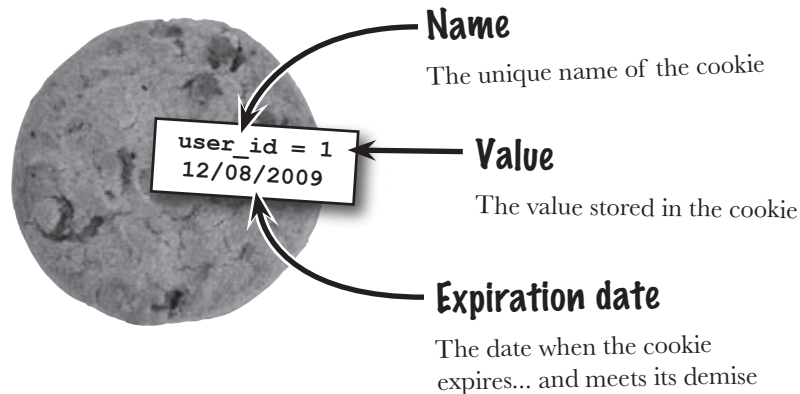 Name
The unique name of the cookie
user_id = 1
12/08/2009
Value
The value stored in the cookie
Expiration date
The date when the cookie
expires... and meets its demise